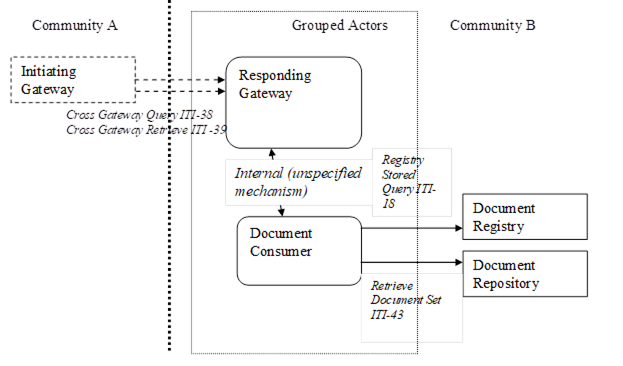 Community A
Grouped Actors
Community B
Initiating
Gateway
Responding
Gateway
Cross Gateway Query ITI-38
Cross Gateway Retrieve ITI-39
Internal (unspecified
mechanism)
Registry
Stored
Query ITI-
18
Document
Consumer
Document
Registry
Document
Repository
Retrieve
Document Set
ITI-43